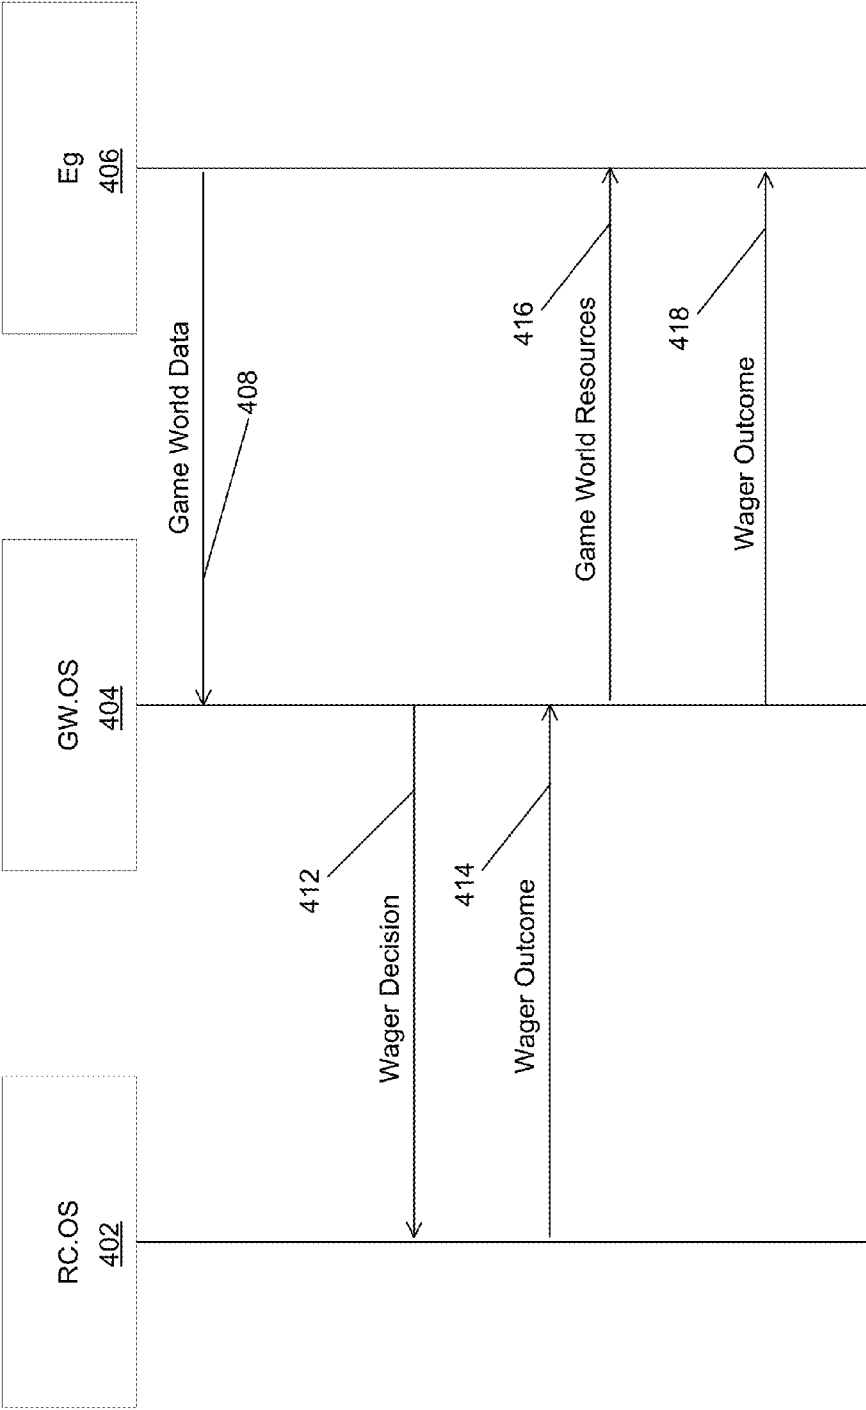 RC.OS
402
GW.OS
404
Eg
406
Game World Data
408
412
Wager Decision
414
Wager Outcome
416
Game World Resources
418
Wager Outcome